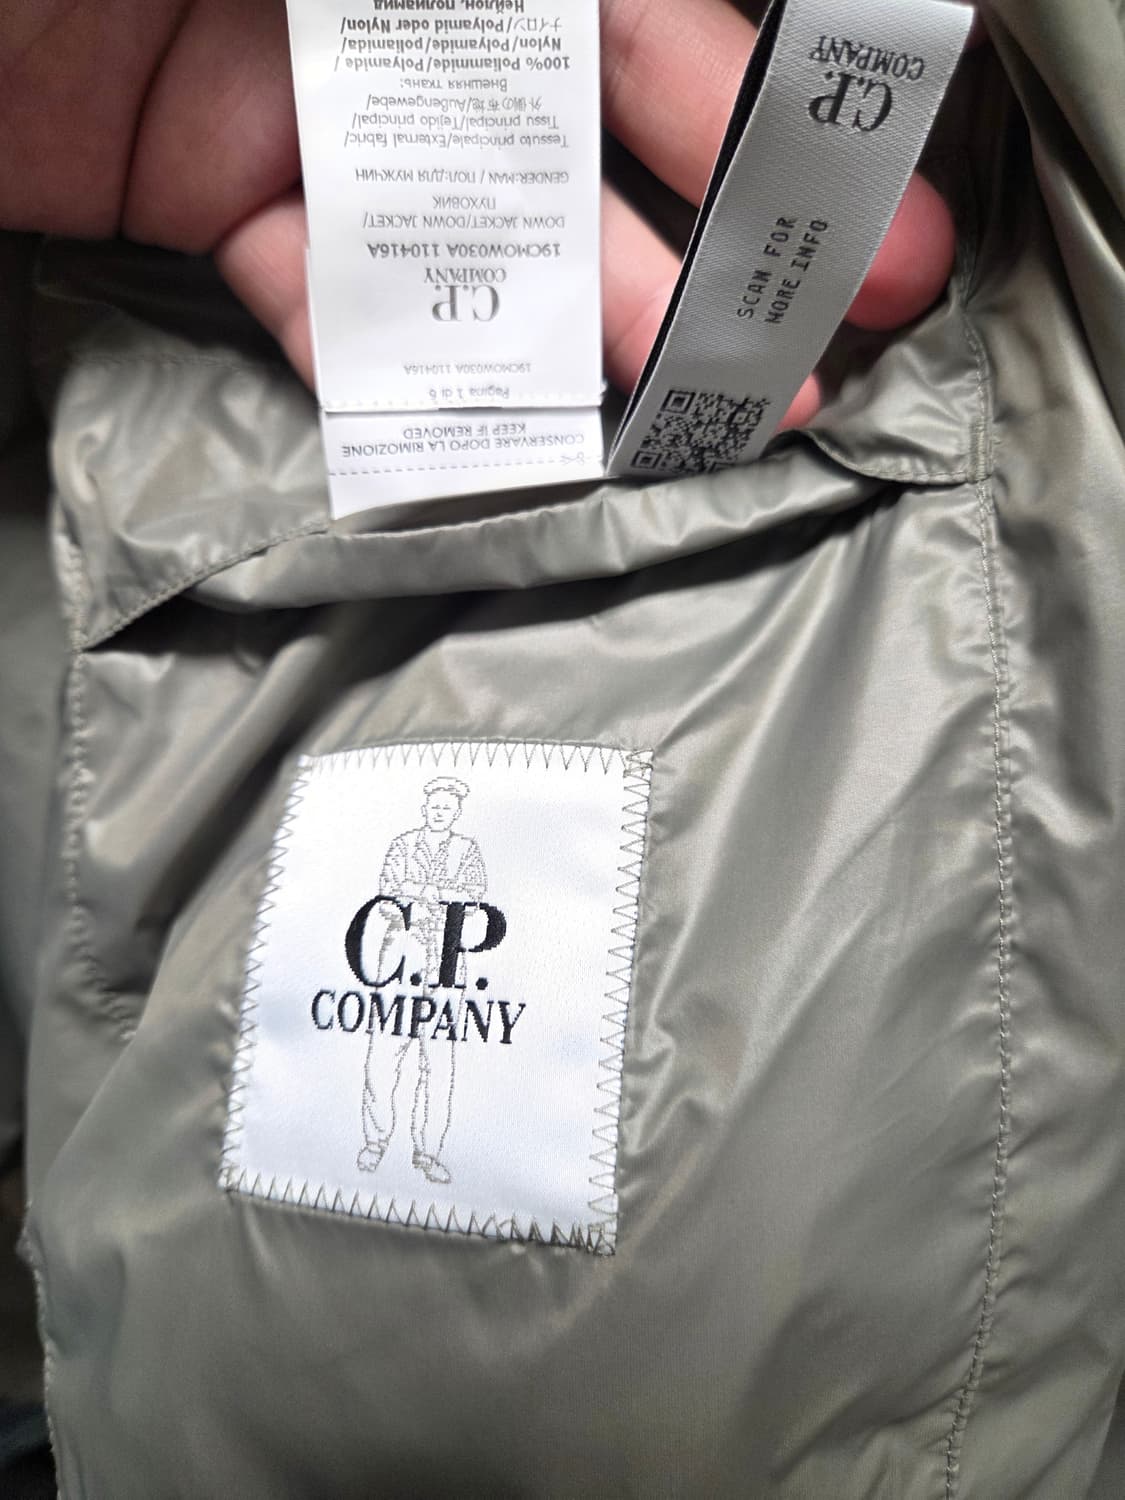 CONSERVARE DOPO LA RIMOZIONE
KEEP IF REMOVED
Pagina 1 di 6
19CMOW030A 110416A
C.P.
COMPANY
19CMOW030A 110416A
DOWN JACKET/DOWN JACKET/
ПУХОВИК
GENDER:MAN / ПОЛ:ДЛЯ МУЖЧИН
Tessuto principale/External fabric/
Tissu principal/Tejido principal/
外側の布地/Außengewebe/
Внешняя ткань:
100% Poliammide/Polyamide /
Nylon/Polyamide/poliamida/
ナイロン/Polyamid oder Nylon/
Нейлон, полиамид
C.P.
COMPANY
SCAN FOR
MORE INFO
C.P.
COMPANY